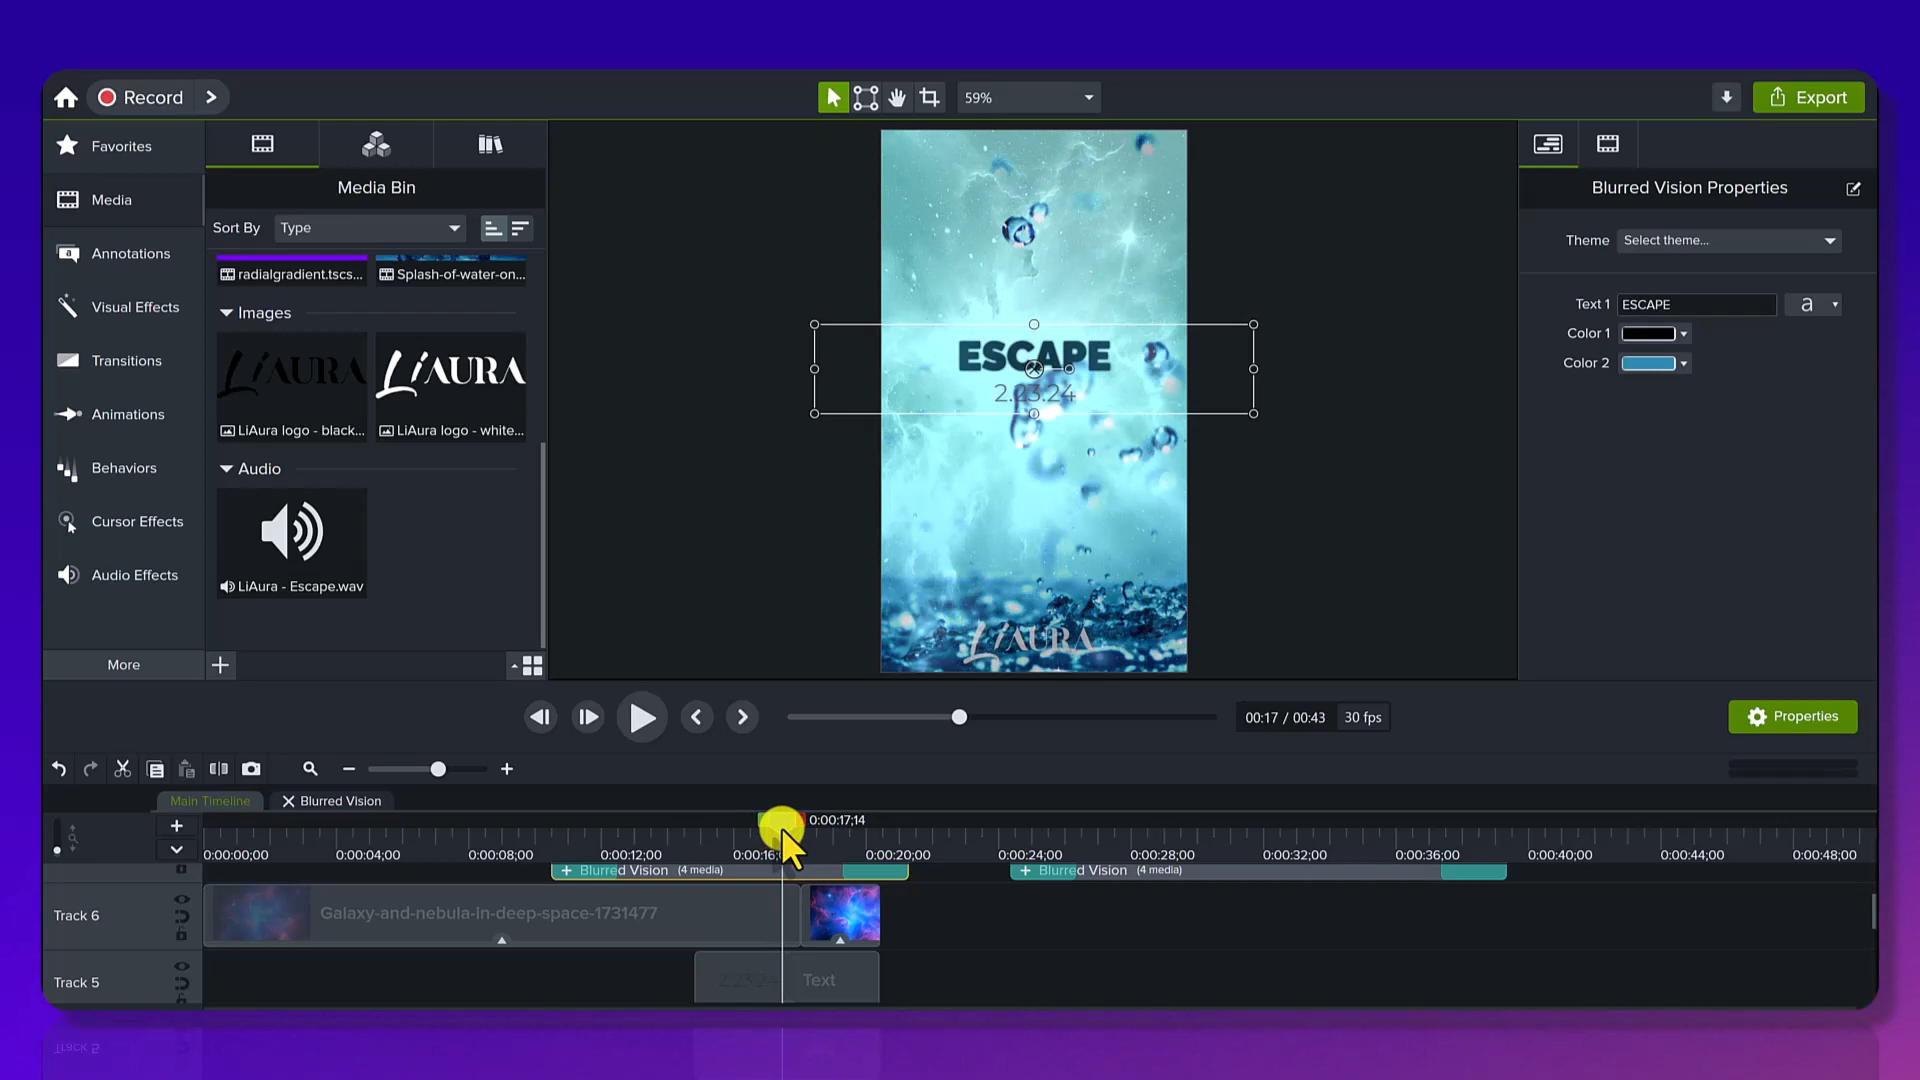 Record
59%
Export
Favorites
Media
Annotations
Visual Effects
Transitions
Animations
Behaviors
Cursor Effects
Audio Effects
More
Media Bin
Sort By
Type
radialgradient.tscs...
Splash-of-water-on...
Images
LiAURA
LiAURA
LiAura logo - black...
LiAura logo - white...
Audio
LiAura - Escape.wav
ESCAPE
2.23.24
LiAURA
Blurred Vision Properties
Theme
Select theme...
Text 1
ESCAPE
a
Color 1
Color 2
00:17 / 00:43
30 fps
Properties
Main Timeline
Blurred Vision
0:00:17;14
0:00:00;00
0:00:04;00
0:00:08;00
0:00:12;00
0:00:16;
0:00:20;00
0:00:24;00
0:00:28;00
0:00:32;00
0:00:36;00
0:00:40;00
0:00:44;00
0:00:48;00
Blurred Vision (4 media)
Blurred Vision (4 media)
Track 6
Galaxy-and-nebula-in-deep-space-1731477
Track 5
2.23.24
Text
Track 5